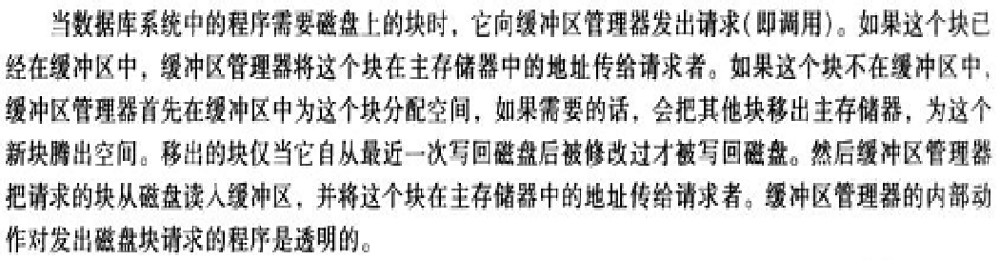 当数据库系统中的程序需要磁盘上的块时，它向缓冲区管理器发出请求(即调用)。如果这个块已
经在缓冲区中，缓冲区管理器将这个块在主存储器中的地址传给请求者。如果这个块不在缓冲区中，
缓冲区管理器首先在缓冲区中为这个块分配空间，如果需要的话，会把其他块移出主存储器，为这个
新块腾出空间。移出的块仅当它自从最近一次写回磁盘后被修改过才被写回磁盘。然后缓冲区管理器
把请求的块从磁盘读入缓冲区，并将这个块在主存储器中的地址传给请求者。缓冲区管理器的内部动
作对发出磁盘块请求的程序是透明的。